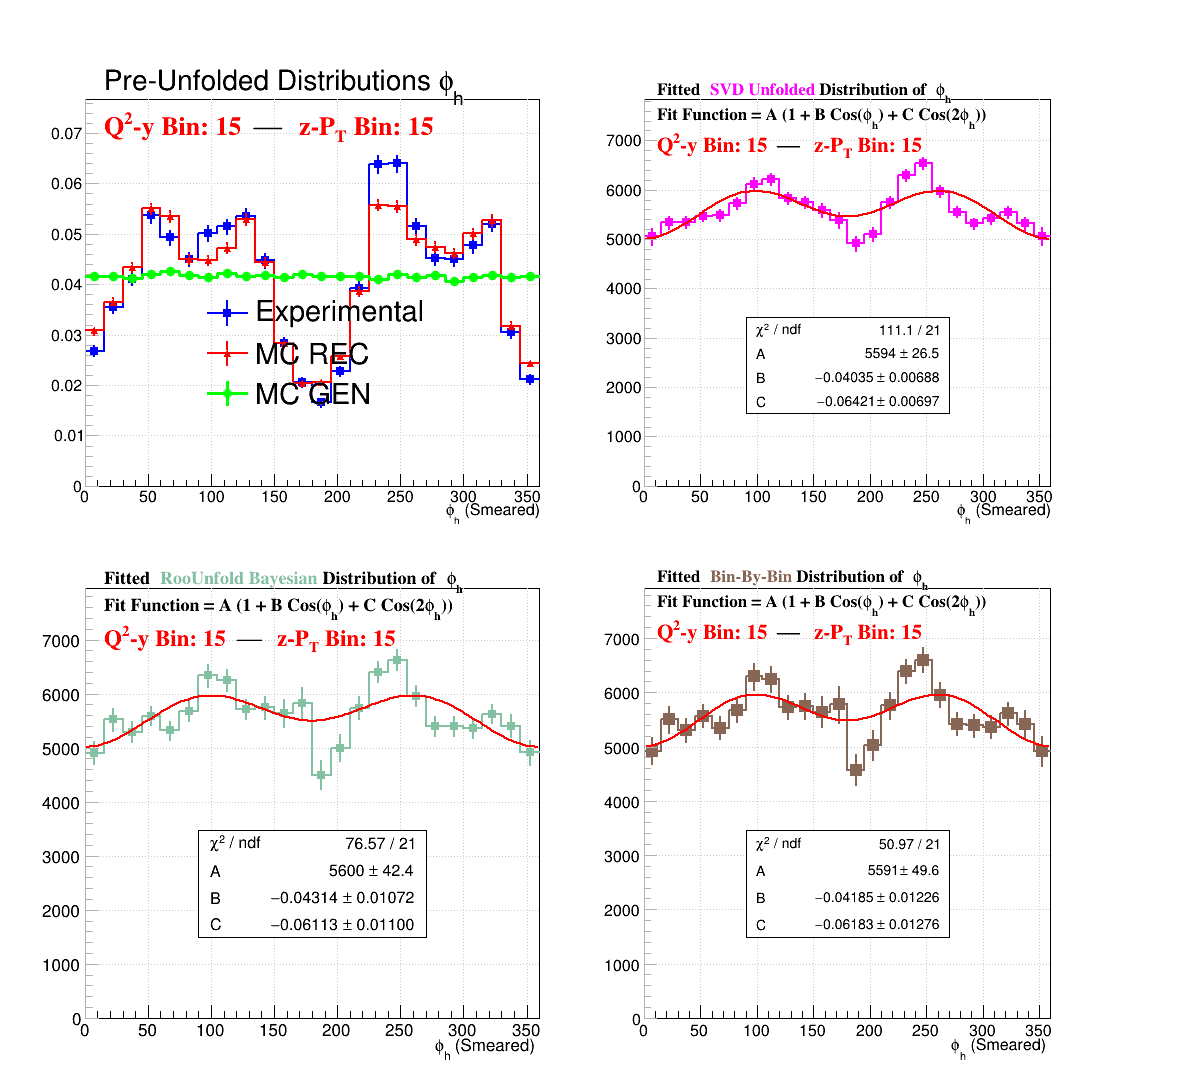 Pre-Unfolded Distributions ϕh
Q²-y Bin: 15 — z-PT Bin: 15
0.07
0.06
0.05
0.04
0.03
0.02
0.01
0
Experimental
MC REC
MC GEN
0 50 100 150 200 250 300 350
ϕh (Smeared)
Fitted SVD Unfolded Distribution of ϕh
Fit Function = A (1 + B Cos(ϕh) + C Cos(2ϕh))
Q²-y Bin: 15 — z-PT Bin: 15
7000
6000
5000
4000
3000
2000
1000
0
χ² / ndf 111.1 / 21
A 5594 ± 26.5
B −0.04035 ± 0.00688
C −0.06421 ± 0.00697
0 50 100 150 200 250 300 350
ϕh (Smeared)
Fitted RooUnfold Bayesian Distribution of ϕh
Fit Function = A (1 + B Cos(ϕh) + C Cos(2ϕh))
Q²-y Bin: 15 — z-PT Bin: 15
7000
6000
5000
4000
3000
2000
1000
0
χ² / ndf 76.57 / 21
A 5600 ± 42.4
B −0.04314 ± 0.01072
C −0.06113 ± 0.01100
0 50 100 150 200 250 300 350
ϕh (Smeared)
Fitted Bin-By-Bin Distribution of ϕh
Fit Function = A (1 + B Cos(ϕh) + C Cos(2ϕh))
Q²-y Bin: 15 — z-PT Bin: 15
7000
6000
5000
4000
3000
2000
1000
0
χ² / ndf 50.97 / 21
A 5591 ± 49.6
B −0.04185 ± 0.01226
C −0.06183 ± 0.01276
0 50 100 150 200 250 300 350
ϕh (Smeared)